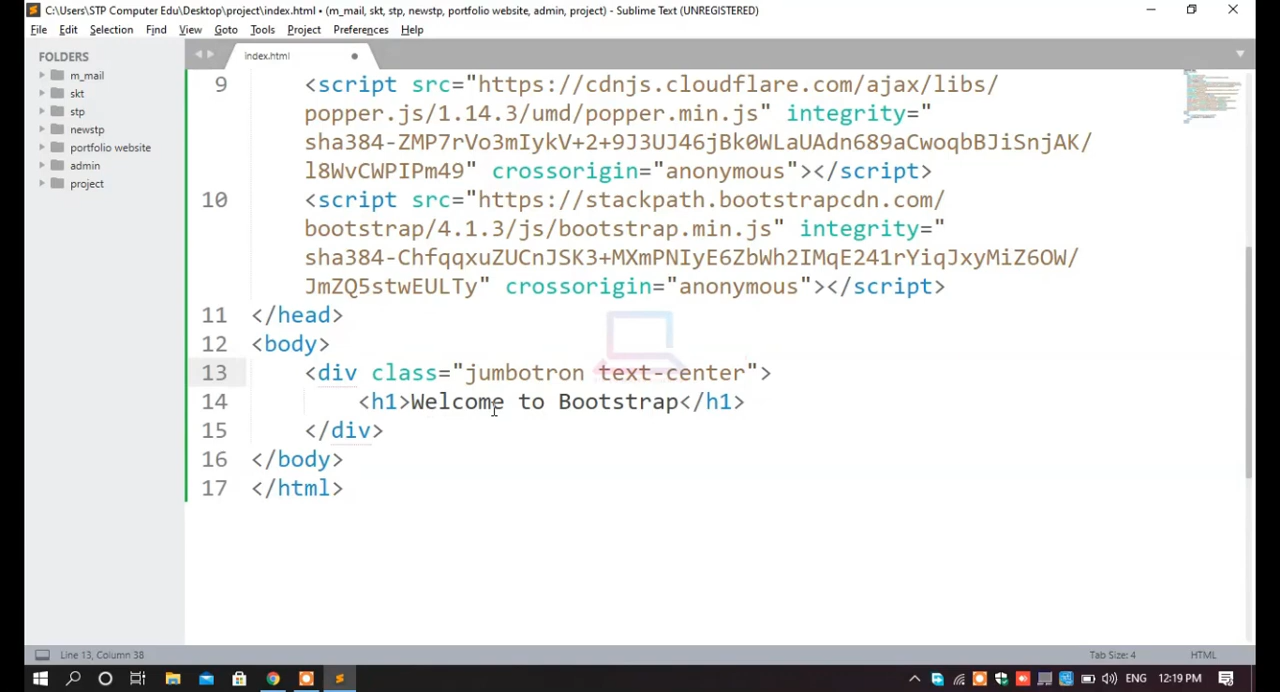 C:\Users\STP Computer Edu\Desktop\project\index.html • (m_mail, skt, stp, newstp, portfolio website, admin, project) - Sublime Text (UNREGISTERED)
File Edit Selection Find View Goto Tools Project Preferences Help
FOLDERS
m_mail
skt
stp
newstp
portfolio website
admin
project
index.html
9 <script src="https://cdnjs.cloudflare.com/ajax/libs/
popper.js/1.14.3/umd/popper.min.js" integrity="
sha384-ZMP7rVo3mIykV+2+9J3UJ46jBk0WLaUAdn689aCwoqbBJiSnjAK/
l8WvCWPIPm49" crossorigin="anonymous"></script>
10 <script src="https://stackpath.bootstrapcdn.com/
bootstrap/4.1.3/js/bootstrap.min.js" integrity="
sha384-ChfqqxuZUCnJSK3+MXmPNIyE6ZbWh2IMqE241rYiqJxyMiZ6OW/
JmZQ5stwEULTy" crossorigin="anonymous"></script>
11 </head>
12 <body>
13 <div class="jumbotron text-center">
14 <h1>Welcome to Bootstrap</h1>
15 </div>
16 </body>
17 </html>
Line 13, Column 38
Tab Size: 4
HTML
ENG
12:19 PM